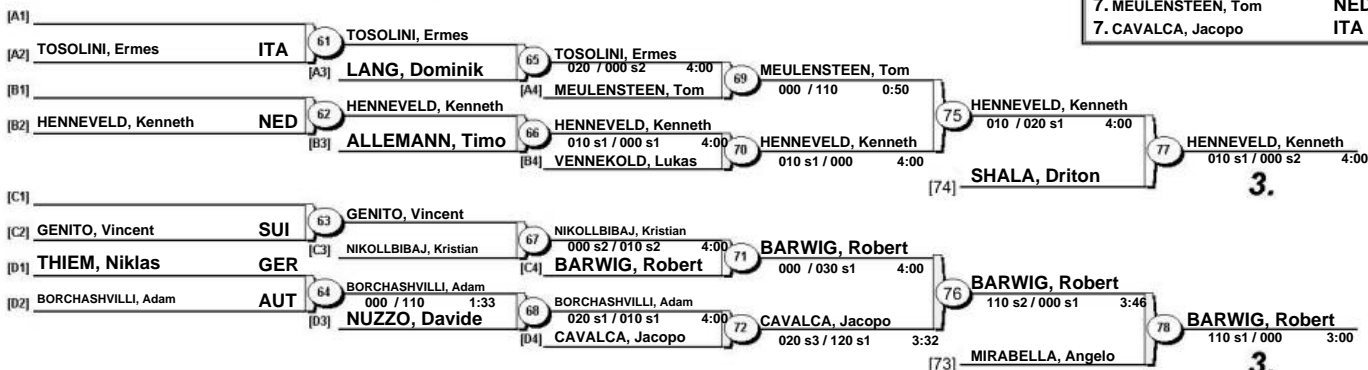 7. MEULENSTEEN, Tom NED
7. CAVALCA, Jacopo ITA
[A1]
[A2] TOSOLINI, Ermes ITA
61 TOSOLINI, Ermes
[A3] LANG, Dominik
65 TOSOLINI, Ermes
020 / 000 s2 4:00
[A4] MEULENSTEEN, Tom
69 MEULENSTEEN, Tom
000 / 110 0:50
[B1]
[B2] HENNEVELD, Kenneth NED
62 HENNEVELD, Kenneth
[B3] ALLEMANN, Timo
66 HENNEVELD, Kenneth
010 s1 / 000 s1 4:00
[B4] VENNEKOLD, Lukas
70 HENNEVELD, Kenneth
010 s1 / 000 4:00
75 HENNEVELD, Kenneth
010 / 020 s1 4:00
[74] SHALA, Driton
77 HENNEVELD, Kenneth
010 s1 / 000 s2 4:00
3.
[C1]
[C2] GENITO, Vincent SUI
63 GENITO, Vincent
[C3] NIKOLLBIBAJ, Kristian
67 NIKOLLBIBAJ, Kristian
000 s2 / 010 s2 4:00
[C4] BARWIG, Robert
71 BARWIG, Robert
000 / 030 s1 4:00
[D1] THIEM, Niklas GER
[D2] BORCHASHVILLI, Adam AUT
64 BORCHASHVILLI, Adam
000 / 110 1:33
[D3] NUZZO, Davide
68 BORCHASHVILLI, Adam
020 s1 / 010 s1 4:00
[D4] CAVALCA, Jacopo
72 CAVALCA, Jacopo
020 s3 / 120 s1 3:32
76 BARWIG, Robert
110 s2 / 000 s1 3:46
[73] MIRABELLA, Angelo
78 BARWIG, Robert
110 s1 / 000 3:00
3.